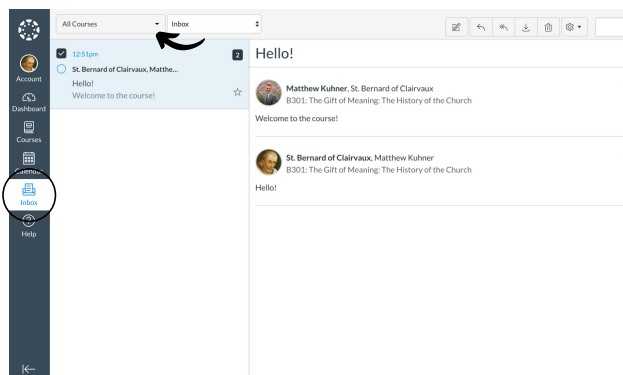 All Courses
Inbox
12:51pm
2
St. Bernard of Clairvaux, Matthe...
Hello!
Welcome to the course!
Account
Dashboard
Courses
Calendar
Inbox
Help
Hello!
Matthew Kuhner, St. Bernard of Clairvaux
B301: The Gift of Meaning: The History of the Church
Welcome to the course!
St. Bernard of Clairvaux, Matthew Kuhner
B301: The Gift of Meaning: The History of the Church
Hello!